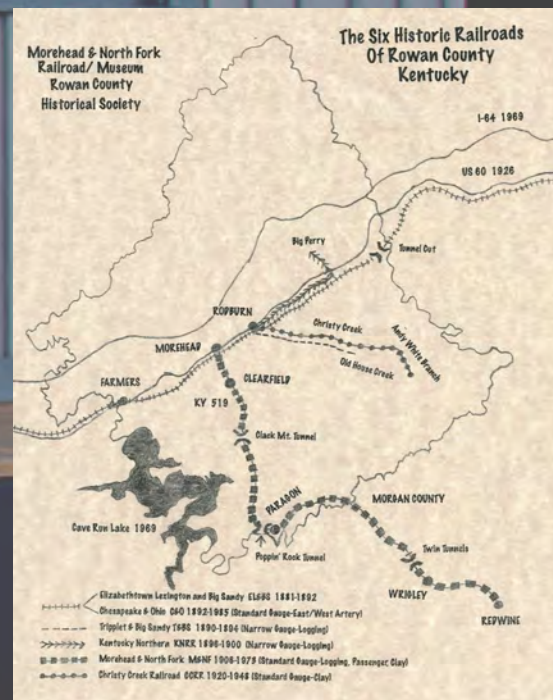 Morehead & North Fork
Railroad/ Museum
Rowan County
Historical Society
The Six Historic Railroads
Of Rowan County
Kentucky
I-64 1969
US 60 1926
Big Perry
Tunnel Cut
RODBURN
Christy Creek
Andy White Branch
MOREHEAD
Old House Creek
FARMERS
CLEARFIELD
KY 519
Clack Mt. Tunnel
PARAGON
MORGAN COUNTY
Cave Run Lake 1969
Poppin' Rock Tunnel
Twin Tunnels
WRIGLEY
REDWINE
Elizabethtown Lexington and Big Sandy EL&BS 1881-1892
Chesapeake & Ohio C&O 1892-1985 (Standard Gauge-East/West Artery)
Triplett & Big Sandy T&BS 1890-1894 (Narrow Gauge-Logging)
Kentucky Northern KNRR 1896-1900 (Narrow Gauge-Logging)
Morehead & North Fork M&NF 1908-1973 (Standard Gauge-Logging, Passenger, Clay)
Christy Creek Railroad CCRR 1920-1948 (Standard Gauge-Clay)